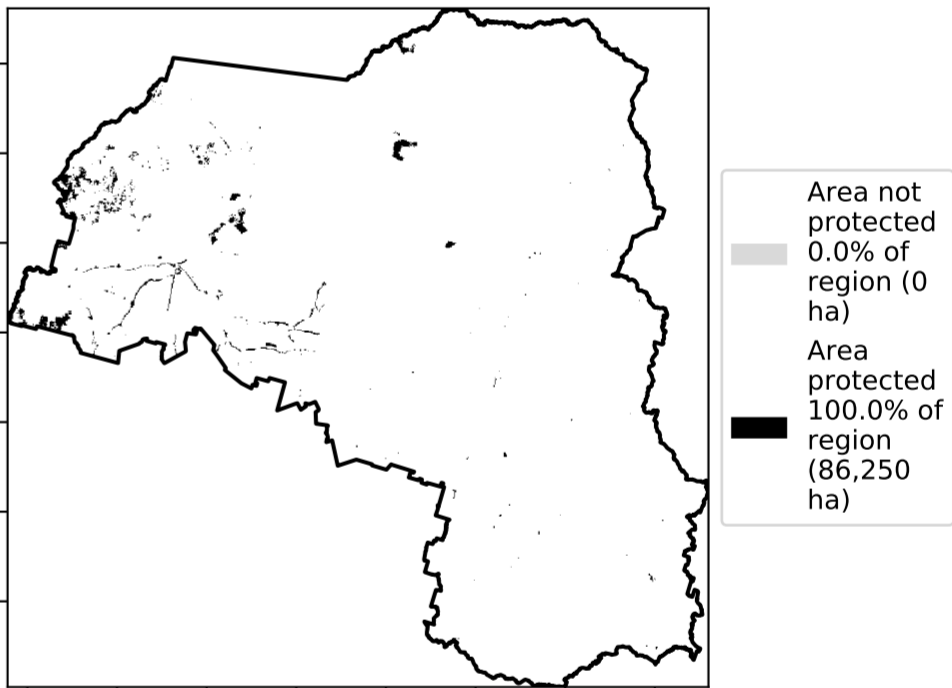 Area not
protected
0.0% of
region (0
ha)
Area
protected
100.0% of
region
(86,250
ha)